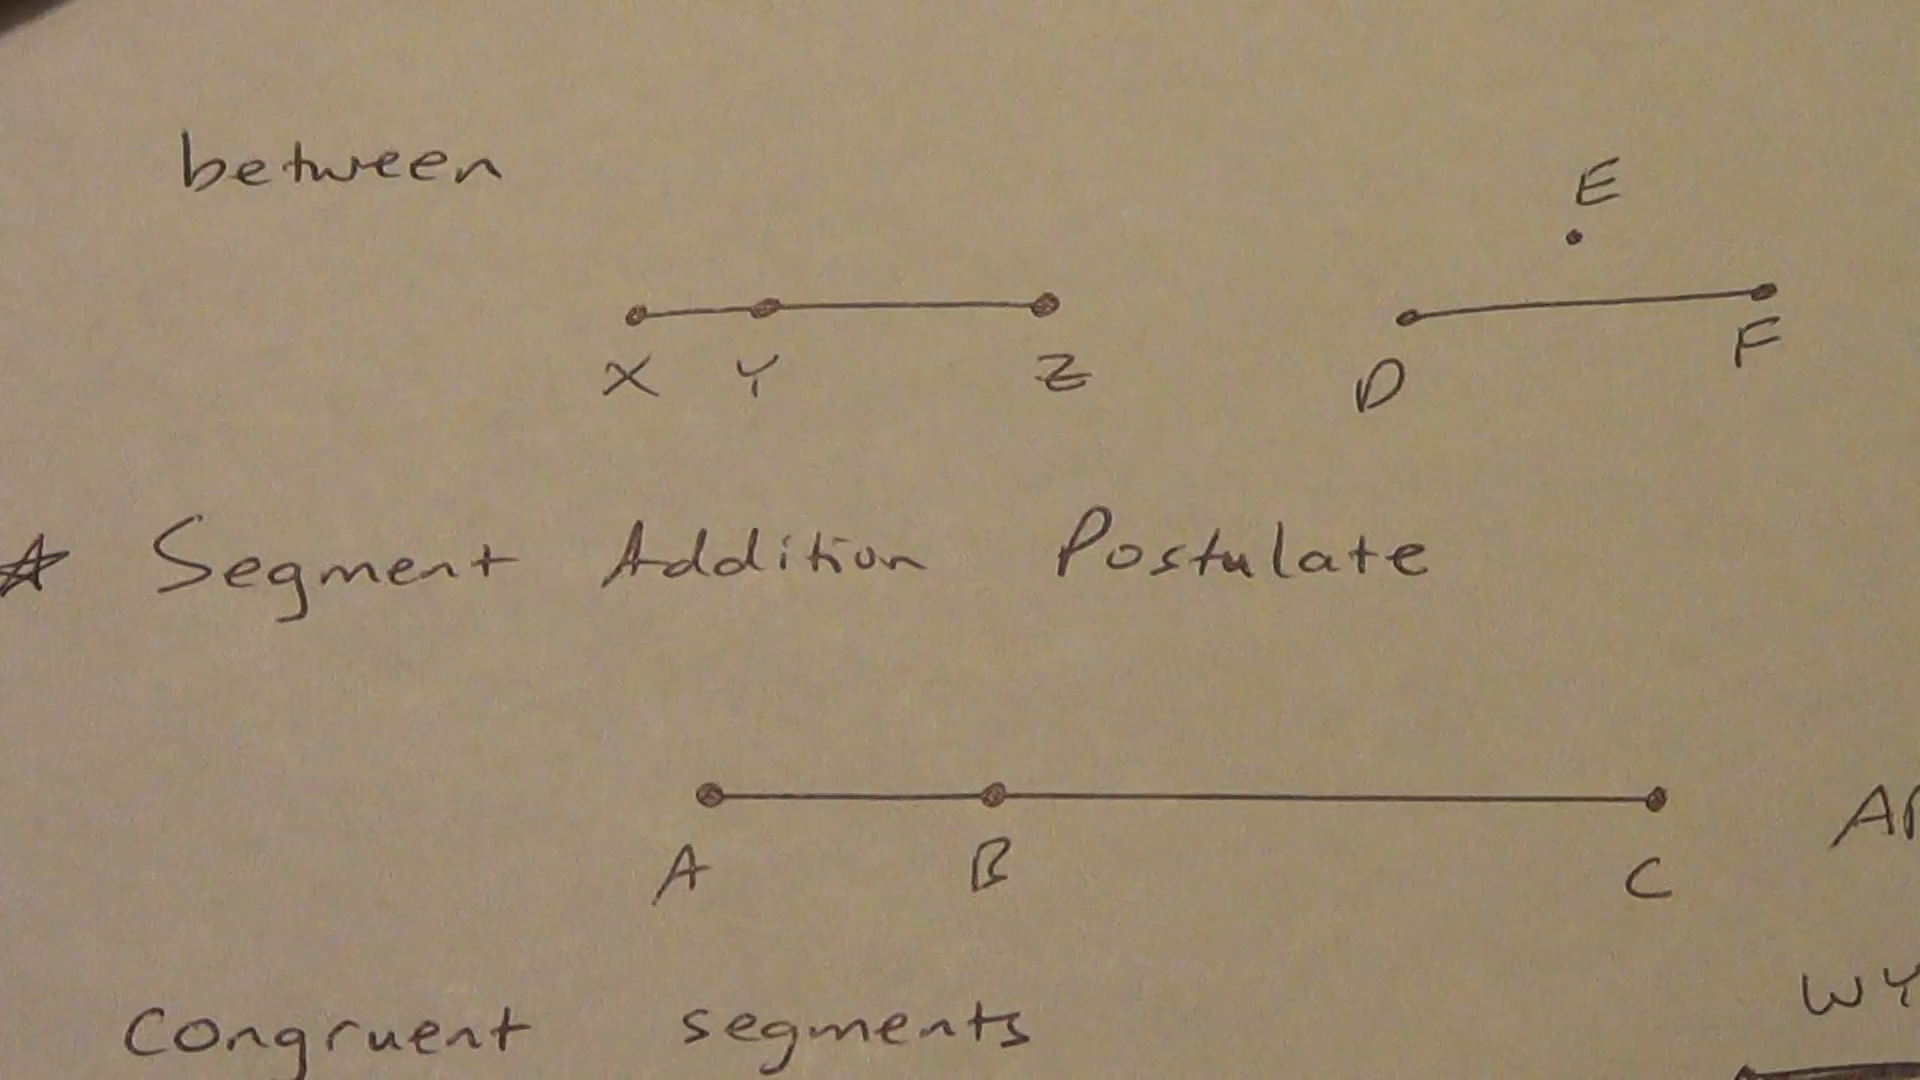 between
E
X Y Z
D F
☆ Segment Addition Postulate
A B C
congruent segments